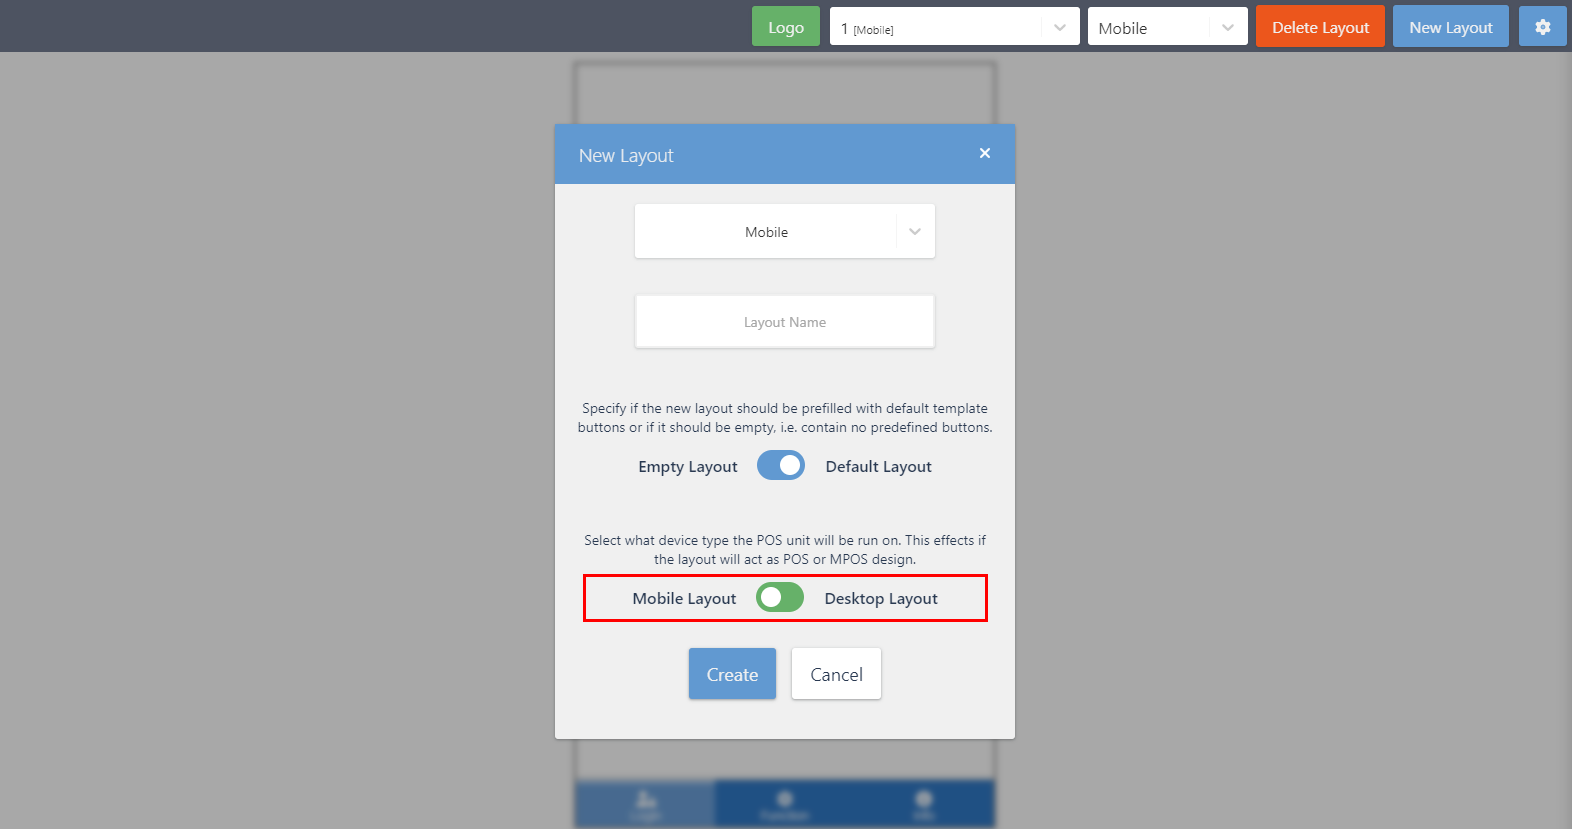 Logo
1 [Mobile]
Mobile
Delete Layout
New Layout
New Layout
Mobile
Layout Name
Specify if the new layout should be prefilled with default template
buttons or if it should be empty, i.e. contain no predefined buttons.
Empty Layout
Default Layout
Select what device type the POS unit will be run on. This effects if
the layout will act as POS or MPOS design.
Mobile Layout
Desktop Layout
Create
Cancel